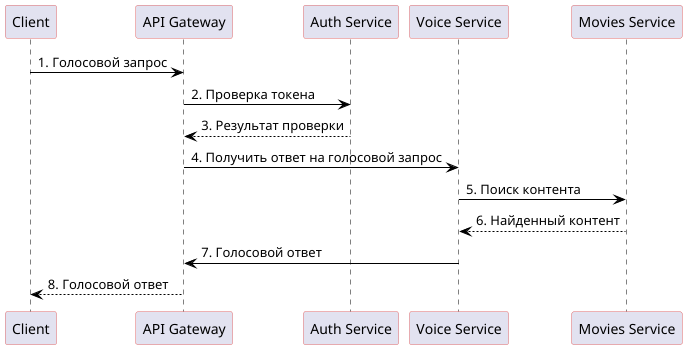 Client API Gateway Auth Service Voice Service Movies Service
1. Голосовой запрос
2. Проверка токена
3. Результат проверки
4. Получить ответ на голосовой запрос
5. Поиск контента
6. Найденный контент
7. Голосовой ответ
8. Голосовой ответ
Client API Gateway Auth Service Voice Service Movies Service